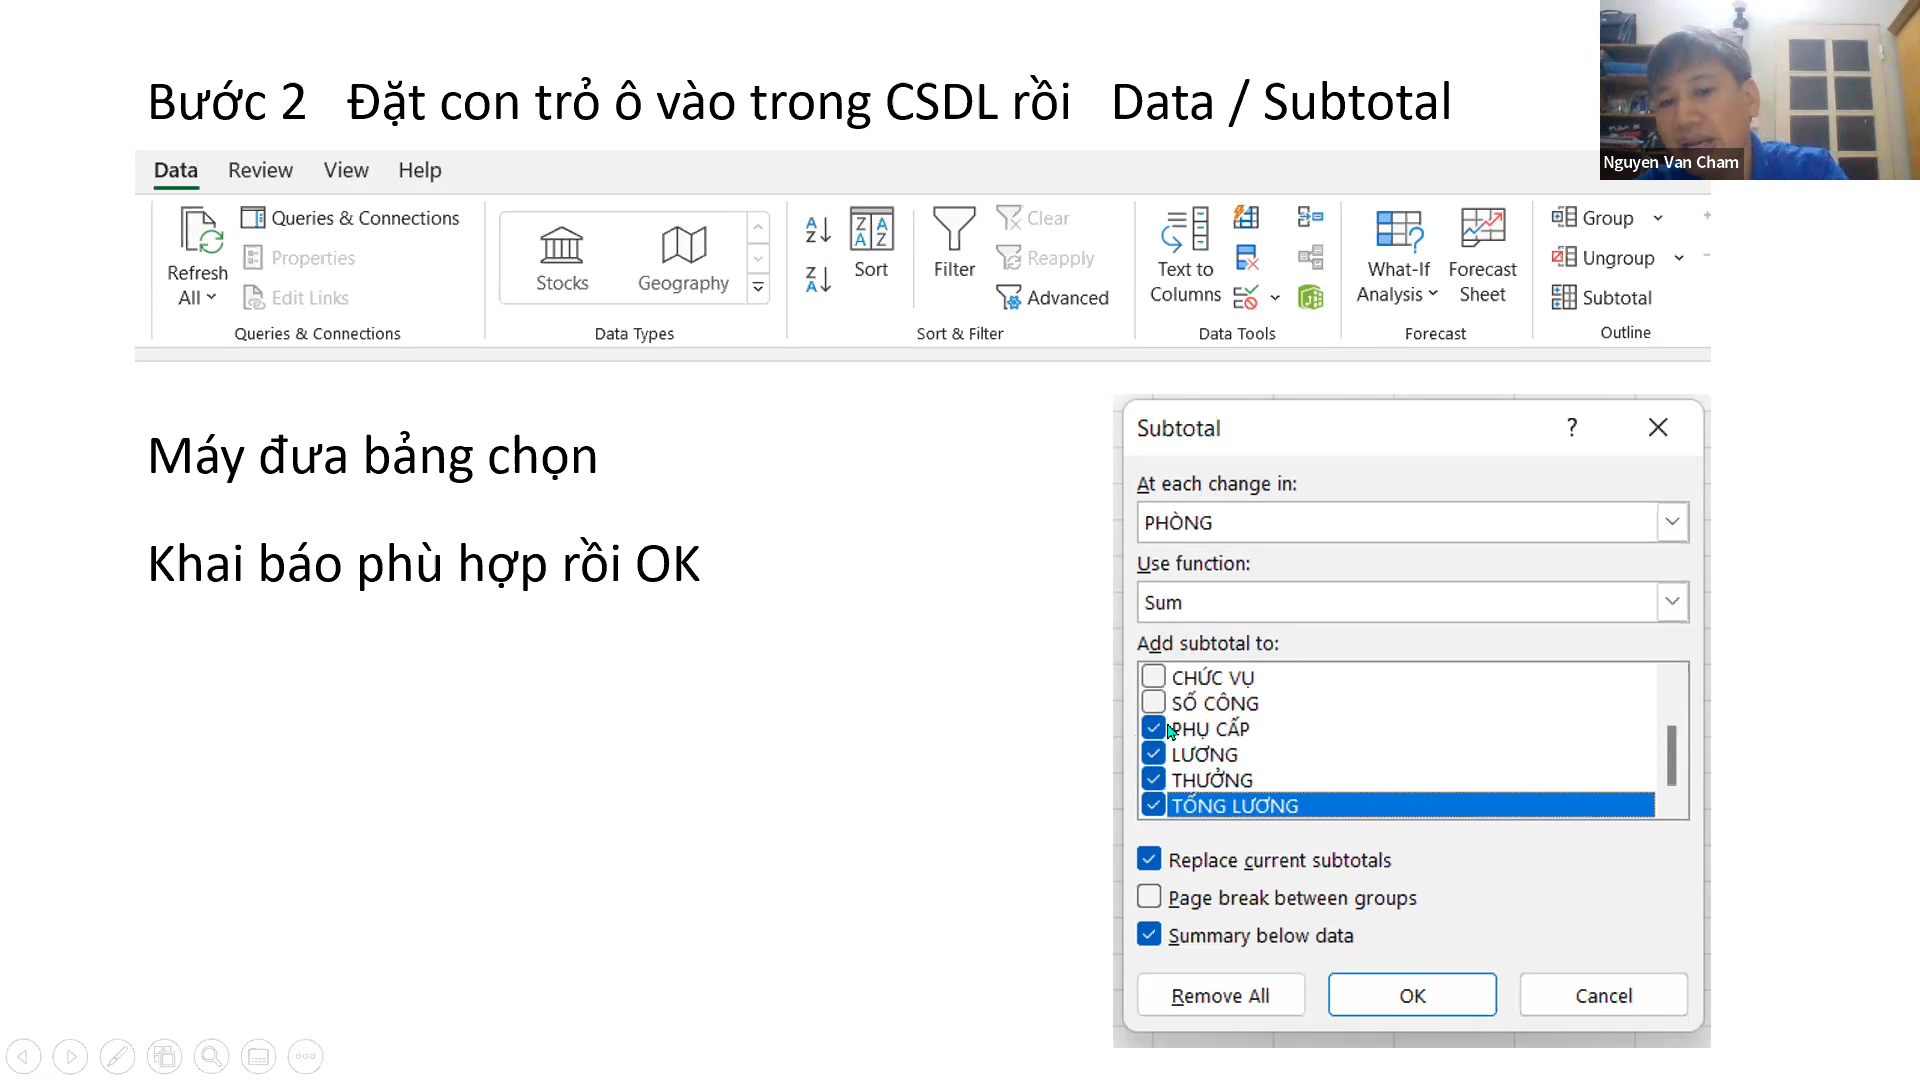 Bước 2 Đặt con trỏ ô vào trong CSDL rồi Data / Subtotal
Nguyen Van Cham
Data Review View Help
Refresh All
Queries & Connections
Properties
Edit Links
Queries & Connections
Stocks
Geography
Data Types
Sort
Filter
Clear
Reapply
Advanced
Sort & Filter
Text to Columns
Data Tools
What-If Analysis
Forecast Sheet
Forecast
Group
Ungroup
Subtotal
Outline
Máy đưa bảng chọn
Khai báo phù hợp rồi OK
Subtotal ?
At each change in:
PHÒNG
Use function:
Sum
Add subtotal to:
CHỨC VỤ
SỐ CÔNG
PHỤ CẤP
LƯƠNG
THƯỞNG
TỔNG LƯƠNG
Replace current subtotals
Page break between groups
Summary below data
Remove All OK Cancel